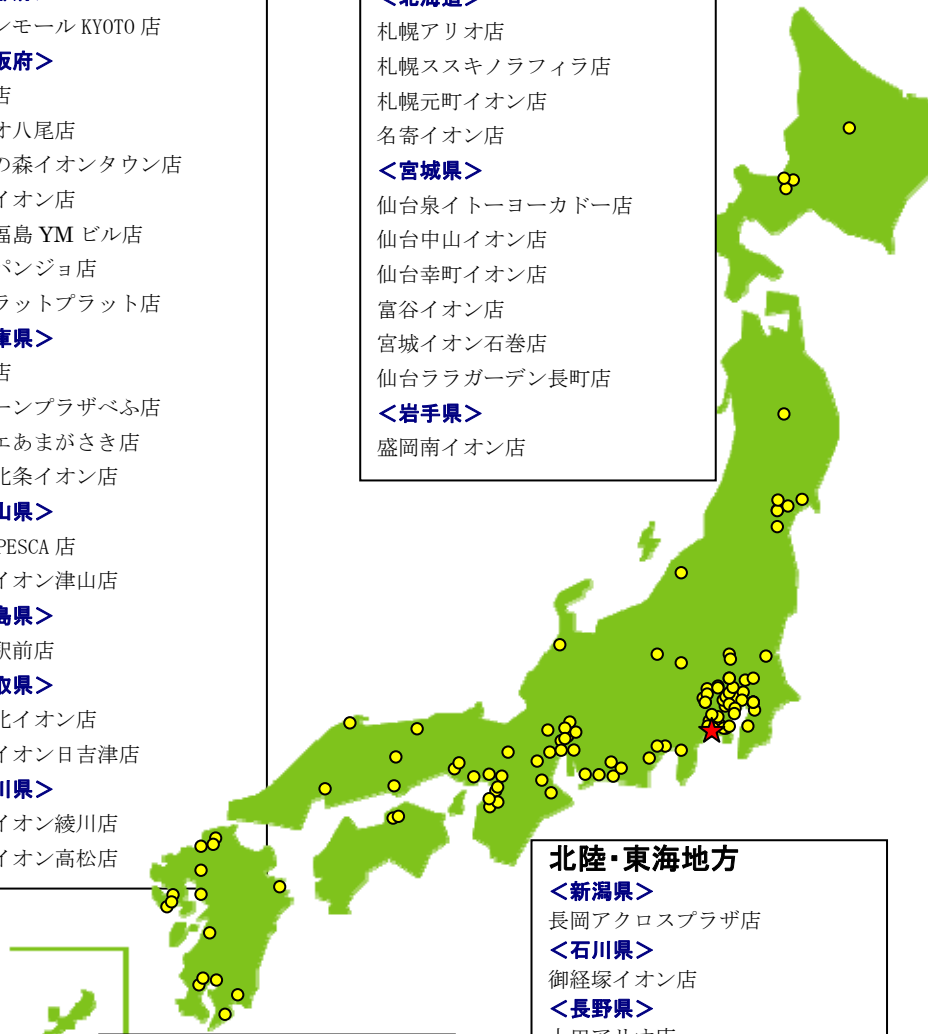 ンモール KYOTO 店
阪府＞
店
オ八尾店
の森イオンタウン店
イオン店
福島 YM ビル店
パンジョ店
ラットプラット店
庫県＞
店
ーンプラザべふ店
エあまがさき店
北条イオン店
山県＞
PESCA 店
イオン津山店
島県＞
駅前店
取県＞
北イオン店
イオン日吉津店
川県＞
イオン綾川店
イオン高松店
＜北海道＞
札幌アリオ店
札幌ススキノラフィラ店
札幌元町イオン店
名寄イオン店
＜宮城県＞
仙台泉イトーヨーカドー店
仙台中山イオン店
仙台幸町イオン店
富谷イオン店
宮城イオン石巻店
仙台ララガーデン長町店
＜岩手県＞
盛岡南イオン店
北陸・東海地方
＜新潟県＞
長岡アクロスプラザ店
＜石川県＞
御経塚イオン店
＜長野県＞